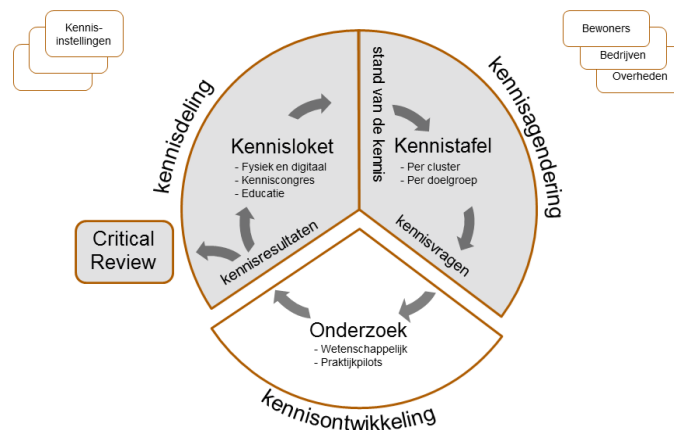 Kennis-
instellingen
Bewoners
Bedrijven
Overheden
kennisdeling
stand van de kennis
kennisagendering
Kennisloket
- Fysiek en digitaal
- Kenniscongres
- Educatie
Kennistafel
- Per cluster
- Per doelgroep
Critical
Review
kennisresultaten
kennisvragen
Onderzoek
- Wetenschappelijk
- Praktijkpilots
kennisontwikkeling